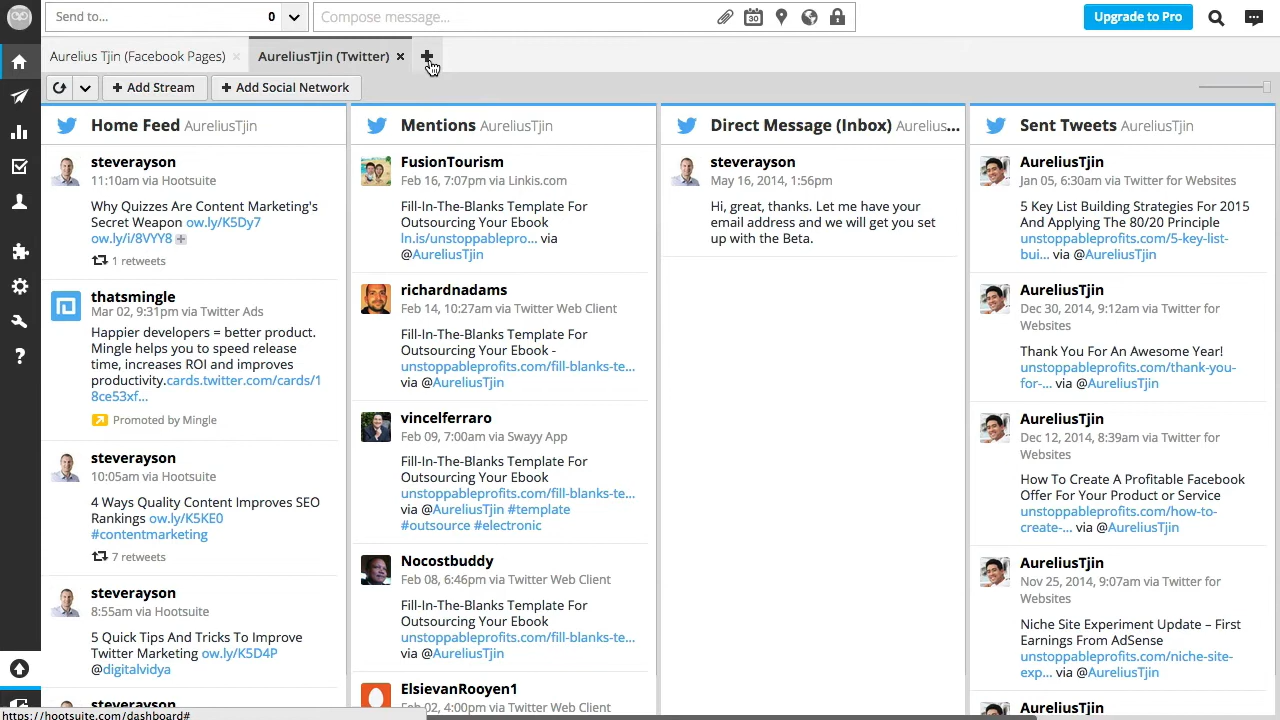 Send to...
0
Compose message...
30
Upgrade to Pro
Aurelius Tjin (Facebook Pages) ×
AureliusTjin (Twitter) ×
+
+ Add Stream
+ Add Social Network
Home Feed AureliusTjin
steverayson
11:10am via Hootsuite
Why Quizzes Are Content Marketing's
Secret Weapon ow.ly/K5Dy7
ow.ly/i/8VYY8
1 retweets
thatsmingle
Mar 02, 9:31pm via Twitter Ads
Happier developers = better product.
Mingle helps you to speed release
time, increases ROI and improves
productivity.cards.twitter.com/cards/1
8ce53xf...
Promoted by Mingle
steverayson
10:05am via Hootsuite
4 Ways Quality Content Improves SEO
Rankings ow.ly/K5KE0
#contentmarketing
7 retweets
steverayson
8:55am via Hootsuite
5 Quick Tips And Tricks To Improve
Twitter Marketing ow.ly/K5D4P
@digitalvidya
steverayson
https://hootsuite.com/dashboard#
Mentions AureliusTjin
FusionTourism
Feb 16, 7:07pm via Linkis.com
Fill-In-The-Blanks Template For
Outsourcing Your Ebook
ln.is/unstoppablepro... via
@AureliusTjin
richardnadams
Feb 14, 10:27am via Twitter Web Client
Fill-In-The-Blanks Template For
Outsourcing Your Ebook -
unstoppableprofits.com/fill-blanks-te...
via @AureliusTjin
vincelferraro
Feb 09, 7:00am via Swayy App
Fill-In-The-Blanks Template For
Outsourcing Your Ebook
unstoppableprofits.com/fill-blanks-te...
via @AureliusTjin #template
#outsource #electronic
Nocostbuddy
Feb 08, 6:46pm via Twitter Web Client
Fill-In-The-Blanks Template For
Outsourcing Your Ebook
unstoppableprofits.com/fill-blanks-te...
via @AureliusTjin
ElsievanRooyen1
Feb 02, 4:00pm via Twitter Web Client
Direct Message (Inbox) Aurelius...
steverayson
May 16, 2014, 1:56pm
Hi, great, thanks. Let me have your
email address and we will get you set
up with the Beta.
Sent Tweets AureliusTjin
AureliusTjin
Jan 05, 6:30am via Twitter for Websites
5 Key List Building Strategies For 2015
And Applying The 80/20 Principle
unstoppableprofits.com/5-key-list-
bui... via @AureliusTjin
AureliusTjin
Dec 30, 2014, 9:12am via Twitter for
Websites
Thank You For An Awesome Year!
unstoppableprofits.com/thank-you-
for-... via @AureliusTjin
AureliusTjin
Dec 12, 2014, 8:39am via Twitter for
Websites
How To Create A Profitable Facebook
Offer For Your Product or Service
unstoppableprofits.com/how-to-
create-... via @AureliusTjin
AureliusTjin
Nov 25, 2014, 9:07am via Twitter for
Websites
Niche Site Experiment Update – First
Earnings From AdSense
unstoppableprofits.com/niche-site-
exp... via @AureliusTjin
AureliusTjin